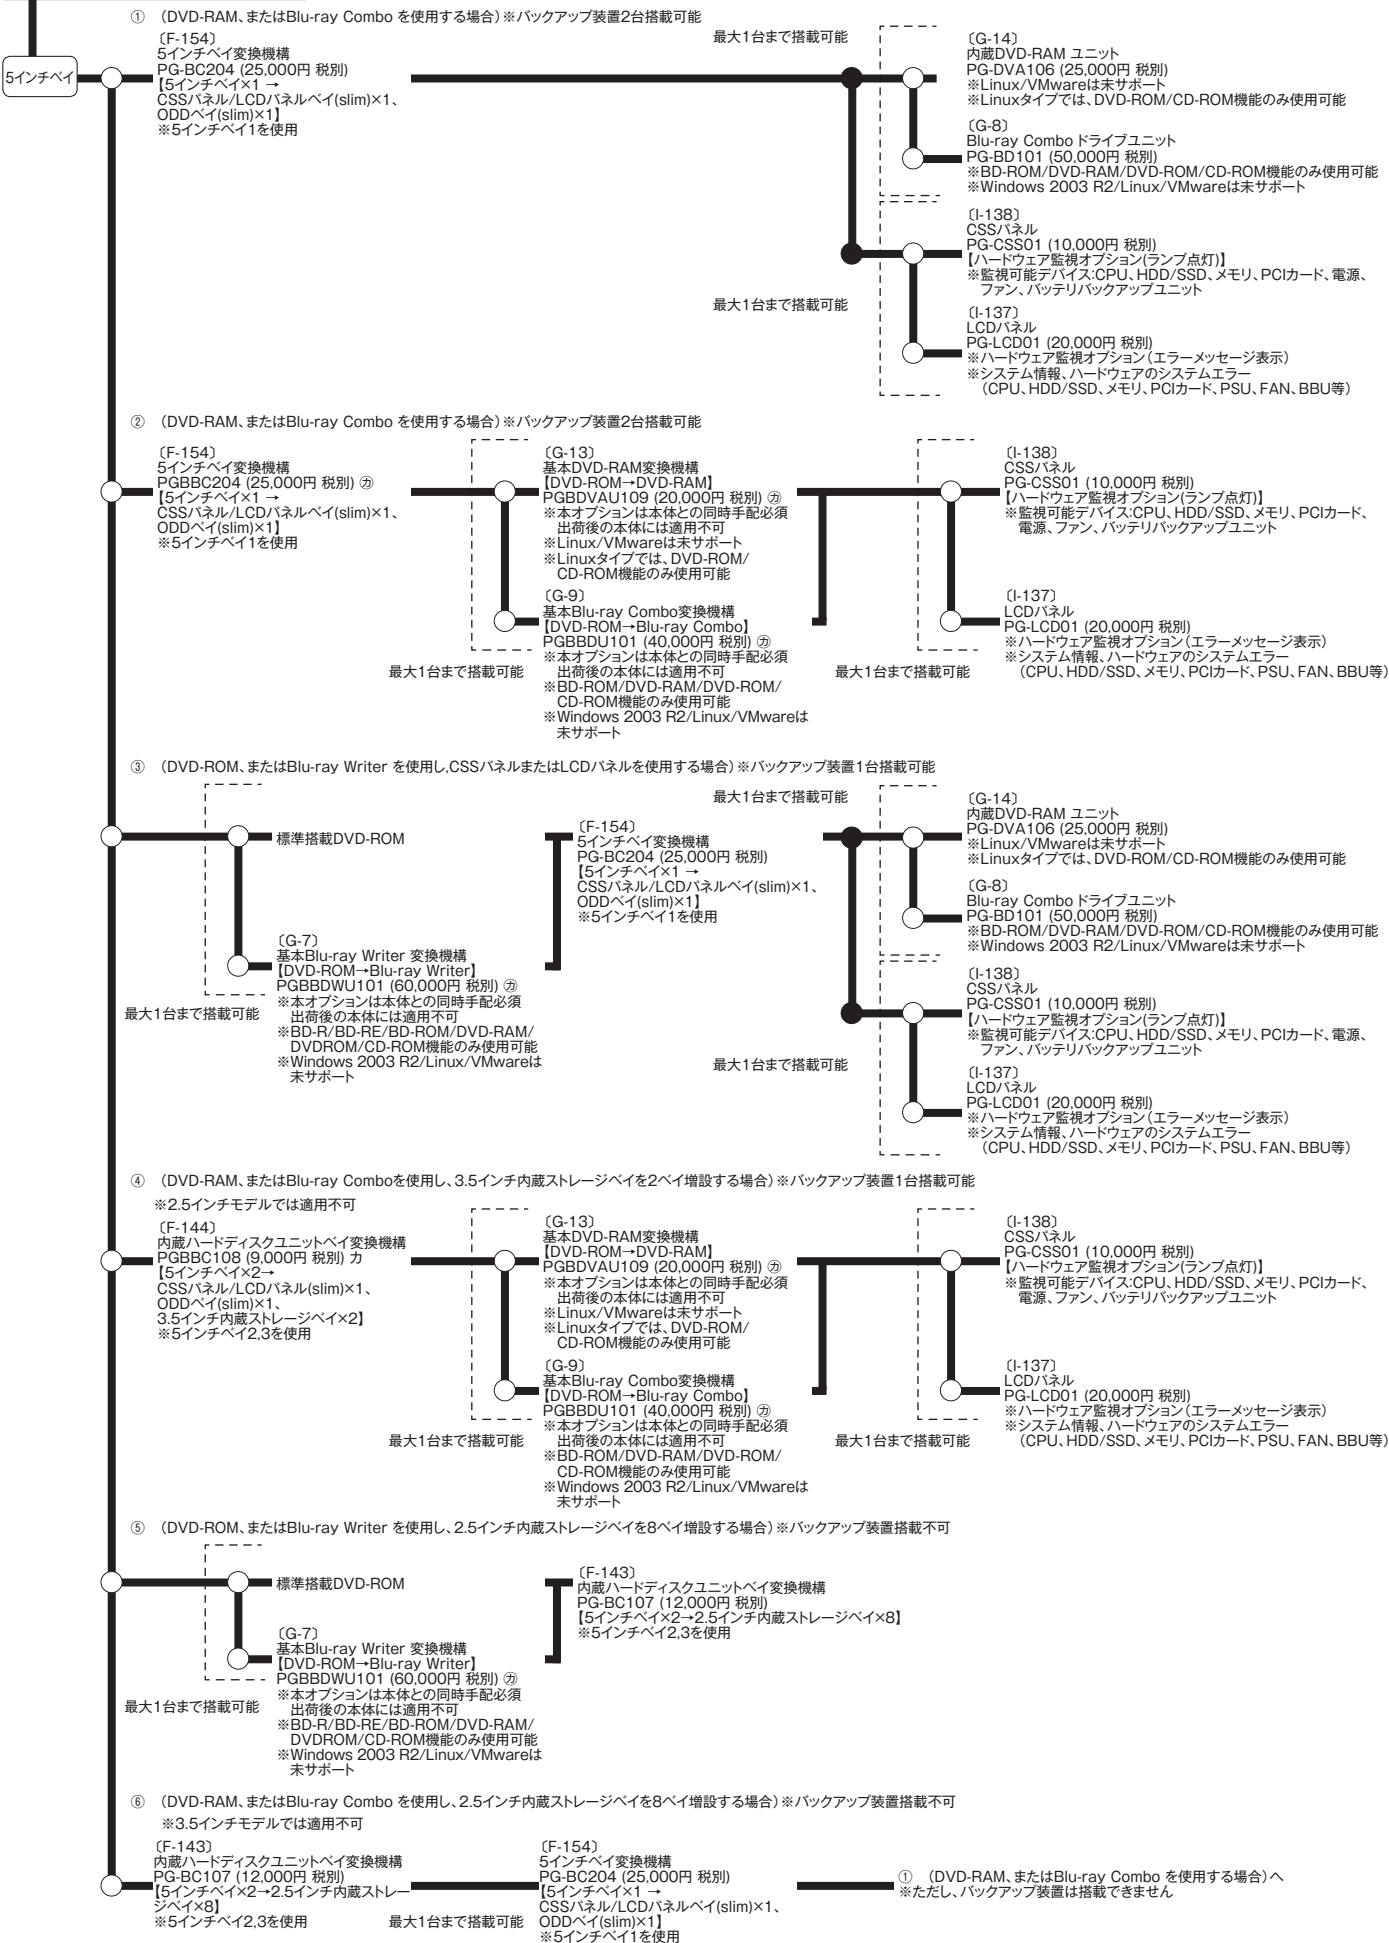 ① （DVD-RAM、またはBlu-ray Combo を使用する場合）※バックアップ装置2台搭載可能
5インチベイ
〔F-154〕
5インチベイ変換機構
PG-BC204 (25,000円 税別)
【5インチベイ×1 →
CSSパネル/LCDパネルベイ(slim)×1、
ODDベイ(slim)×1】
※5インチベイ1を使用
最大1台まで搭載可能
〔G-14〕
内蔵DVD-RAM ユニット
PG-DVA106 (25,000円 税別)
※Linux/VMwareは未サポート
※Linuxタイプでは、DVD-ROM/CD-ROM機能のみ使用可能
〔G-8〕
Blu-ray Combo ドライブユニット
PG-BD101 (50,000円 税別)
※BD-ROM/DVD-RAM/DVD-ROM/CD-ROM機能のみ使用可能
※Windows 2003 R2/Linux/VMwareは未サポート
〔I-138〕
CSSパネル
PG-CSS01 (10,000円 税別)
【ハードウェア監視オプション(ランプ点灯)】
※監視可能デバイス:CPU、HDD/SSD、メモリ、PCIカード、電源、
ファン、バッテリバックアップユニット
最大1台まで搭載可能
〔I-137〕
LCDパネル
PG-LCD01 (20,000円 税別)
※ハードウェア監視オプション（エラーメッセージ表示）
※システム情報、ハードウェアのシステムエラー
（CPU、HDD/SSD、メモリ、PCIカード、PSU、FAN、BBU等）
② （DVD-RAM、またはBlu-ray Combo を使用する場合）※バックアップ装置2台搭載可能
〔F-154〕
5インチベイ変換機構
PGBBC204 (25,000円 税別) ㋕
【5インチベイ×1 →
CSSパネル/LCDパネルベイ(slim)×1、
ODDベイ(slim)×1】
※5インチベイ1を使用
〔G-13〕
基本DVD-RAM変換機構
【DVD-ROM→DVD-RAM】
PGBDVAU109 (20,000円 税別) ㋕
※本オプションは本体との同時手配必須
出荷後の本体には適用不可
※Linux/VMwareは未サポート
※Linuxタイプでは、DVD-ROM/
CD-ROM機能のみ使用可能
〔G-9〕
基本Blu-ray Combo変換機構
【DVD-ROM→Blu-ray Combo】
PGBBDU101 (40,000円 税別) ㋕
※本オプションは本体との同時手配必須
出荷後の本体には適用不可
※BD-ROM/DVD-RAM/DVD-ROM/
CD-ROM機能のみ使用可能
※Windows 2003 R2/Linux/VMwareは
未サポート
最大1台まで搭載可能
〔I-138〕
CSSパネル
PG-CSS01 (10,000円 税別)
【ハードウェア監視オプション(ランプ点灯)】
※監視可能デバイス:CPU、HDD/SSD、メモリ、PCIカード、
電源、ファン、バッテリバックアップユニット
〔I-137〕
LCDパネル
PG-LCD01 (20,000円 税別)
※ハードウェア監視オプション（エラーメッセージ表示）
※システム情報、ハードウェアのシステムエラー
（CPU、HDD/SSD、メモリ、PCIカード、PSU、FAN、BBU等）
最大1台まで搭載可能
③ （DVD-ROM、またはBlu-ray Writer を使用し,CSSパネルまたはLCDパネルを使用する場合）※バックアップ装置1台搭載可能
標準搭載DVD-ROM
〔G-7〕
基本Blu-ray Writer 変換機構
【DVD-ROM→Blu-ray Writer】
PGBBDWU101 (60,000円 税別) ㋕
※本オプションは本体との同時手配必須
出荷後の本体には適用不可
※BD-R/BD-RE/BD-ROM/DVD-RAM/
DVDROM/CD-ROM機能のみ使用可能
※Windows 2003 R2/Linux/VMwareは
未サポート
最大1台まで搭載可能
〔F-154〕
5インチベイ変換機構
PG-BC204 (25,000円 税別)
【5インチベイ×1 →
CSSパネル/LCDパネルベイ(slim)×1、
ODDベイ(slim)×1】
※5インチベイ1を使用
最大1台まで搭載可能
〔G-14〕
内蔵DVD-RAM ユニット
PG-DVA106 (25,000円 税別)
※Linux/VMwareは未サポート
※Linuxタイプでは、DVD-ROM/CD-ROM機能のみ使用可能
〔G-8〕
Blu-ray Combo ドライブユニット
PG-BD101 (50,000円 税別)
※BD-ROM/DVD-RAM/DVD-ROM/CD-ROM機能のみ使用可能
※Windows 2003 R2/Linux/VMwareは未サポート
〔I-138〕
CSSパネル
PG-CSS01 (10,000円 税別)
【ハードウェア監視オプション(ランプ点灯)】
※監視可能デバイス:CPU、HDD/SSD、メモリ、PCIカード、電源、
ファン、バッテリバックアップユニット
最大1台まで搭載可能
〔I-137〕
LCDパネル
PG-LCD01 (20,000円 税別)
※ハードウェア監視オプション（エラーメッセージ表示）
※システム情報、ハードウェアのシステムエラー
（CPU、HDD/SSD、メモリ、PCIカード、PSU、FAN、BBU等）
④ （DVD-RAM、またはBlu-ray Comboを使用し、3.5インチ内蔵ストレージベイを2ベイ増設する場合）※バックアップ装置1台搭載可能
※2.5インチモデルでは適用不可
〔F-144〕
内蔵ハードディスクユニットベイ変換機構
PGBBC108 (9,000円 税別) カ
【5インチベイ×2→
CSSパネル/LCDパネル(slim)×1、
ODDベイ(slim)×1、
3.5インチ内蔵ストレージベイ×2】
※5インチベイ2,3を使用
〔G-13〕
基本DVD-RAM変換機構
【DVD-ROM→DVD-RAM】
PGBDVAU109 (20,000円 税別) ㋕
※本オプションは本体との同時手配必須
出荷後の本体には適用不可
※Linux/VMwareは未サポート
※Linuxタイプでは、DVD-ROM/
CD-ROM機能のみ使用可能
〔G-9〕
基本Blu-ray Combo変換機構
【DVD-ROM→Blu-ray Combo】
PGBBDU101 (40,000円 税別) ㋕
※本オプションは本体との同時手配必須
出荷後の本体には適用不可
※BD-ROM/DVD-RAM/DVD-ROM/
CD-ROM機能のみ使用可能
※Windows 2003 R2/Linux/VMwareは
未サポート
最大1台まで搭載可能
〔I-138〕
CSSパネル
PG-CSS01 (10,000円 税別)
【ハードウェア監視オプション(ランプ点灯)】
※監視可能デバイス:CPU、HDD/SSD、メモリ、PCIカード、
電源、ファン、バッテリバックアップユニット
〔I-137〕
LCDパネル
PG-LCD01 (20,000円 税別)
※ハードウェア監視オプション（エラーメッセージ表示）
※システム情報、ハードウェアのシステムエラー
（CPU、HDD/SSD、メモリ、PCIカード、PSU、FAN、BBU等）
最大1台まで搭載可能
⑤ （DVD-ROM、またはBlu-ray Writer を使用し、2.5インチ内蔵ストレージベイを8ベイ増設する場合）※バックアップ装置搭載不可
標準搭載DVD-ROM
〔G-7〕
基本Blu-ray Writer 変換機構
【DVD-ROM→Blu-ray Writer】
PGBBDWU101 (60,000円 税別) ㋕
※本オプションは本体との同時手配必須
出荷後の本体には適用不可
※BD-R/BD-RE/BD-ROM/DVD-RAM/
DVDROM/CD-ROM機能のみ使用可能
※Windows 2003 R2/Linux/VMwareは
未サポート
最大1台まで搭載可能
〔F-143〕
内蔵ハードディスクユニットベイ変換機構
PG-BC107 (12,000円 税別)
【5インチベイ×2→2.5インチ内蔵ストレージベイ×8】
※5インチベイ2,3を使用
⑥ （DVD-RAM、またはBlu-ray Combo を使用し、2.5インチ内蔵ストレージベイを8ベイ増設する場合）※バックアップ装置搭載不可
※3.5インチモデルでは適用不可
〔F-143〕
内蔵ハードディスクユニットベイ変換機構
PG-BC107 (12,000円 税別)
【5インチベイ×2→2.5インチ内蔵ストレー
ジベイ×8】
※5インチベイ2,3を使用
最大1台まで搭載可能
〔F-154〕
5インチベイ変換機構
PG-BC204 (25,000円 税別)
【5インチベイ×1 →
CSSパネル/LCDパネルベイ(slim)×1、
ODDベイ(slim)×1】
※5インチベイ1を使用
① （DVD-RAM、またはBlu-ray Combo を使用する場合）へ
※ただし、バックアップ装置は搭載できません